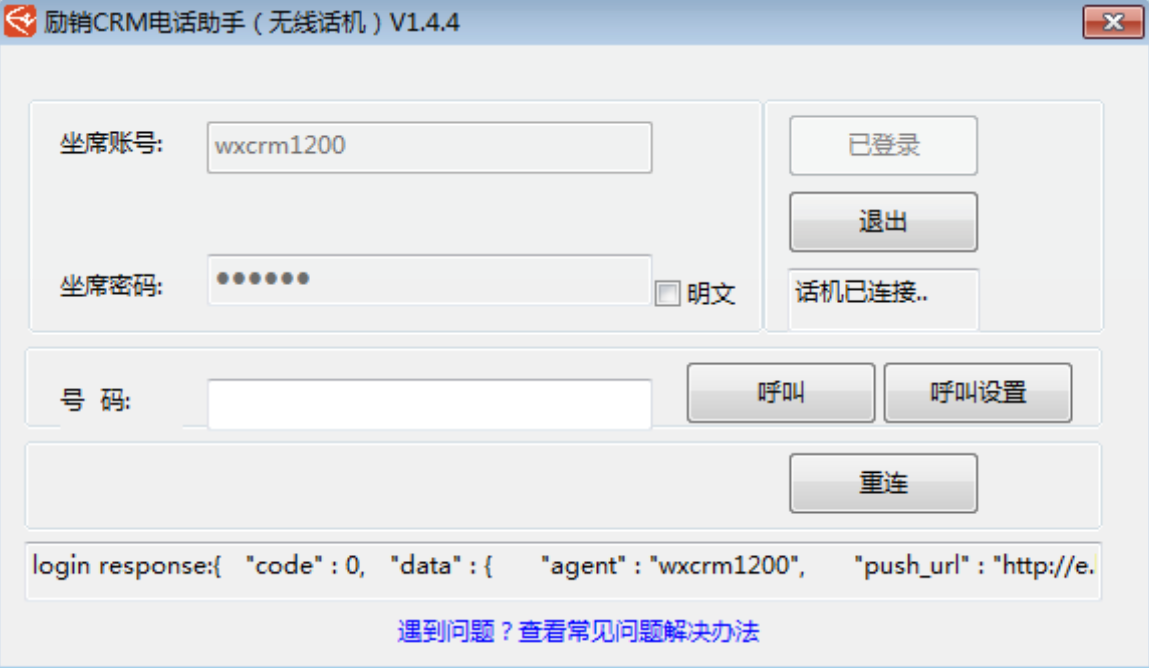 励销CRM电话助手（无线话机）V1.4.4
坐席账号:
wxcrm1200
已登录
退出
坐席密码:
●●●●●●
明文
话机已连接..
号 码:
呼叫
呼叫设置
重连
login response:{ "code" : 0, "data" : { "agent" : "wxcrm1200", "push_url" : "http://e.
遇到问题？查看常见问题解决办法